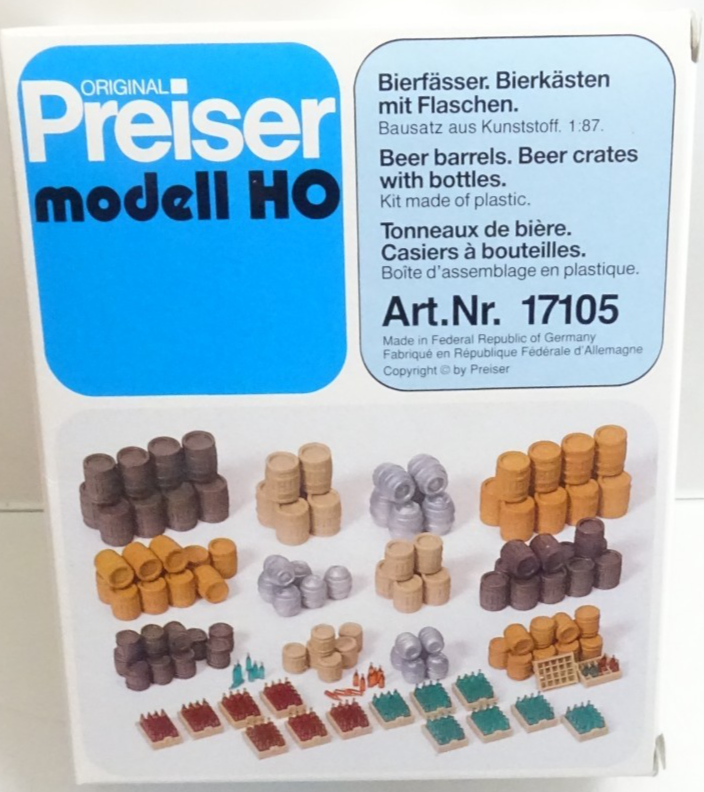 ORIGINAL
Preiser
modell HO
Bierfässer. Bierkästen
mit Flaschen.
Bausatz aus Kunststoff. 1:87.
Beer barrels. Beer crates
with bottles.
Kit made of plastic.
Tonneaux de bière.
Casiers à bouteilles.
Boîte d'assemblage en plastique.
Art.Nr. 17105
Made in Federal Republic of Germany
Fabriqué en République Fédérale d'Allemagne
Copyright © by Preiser